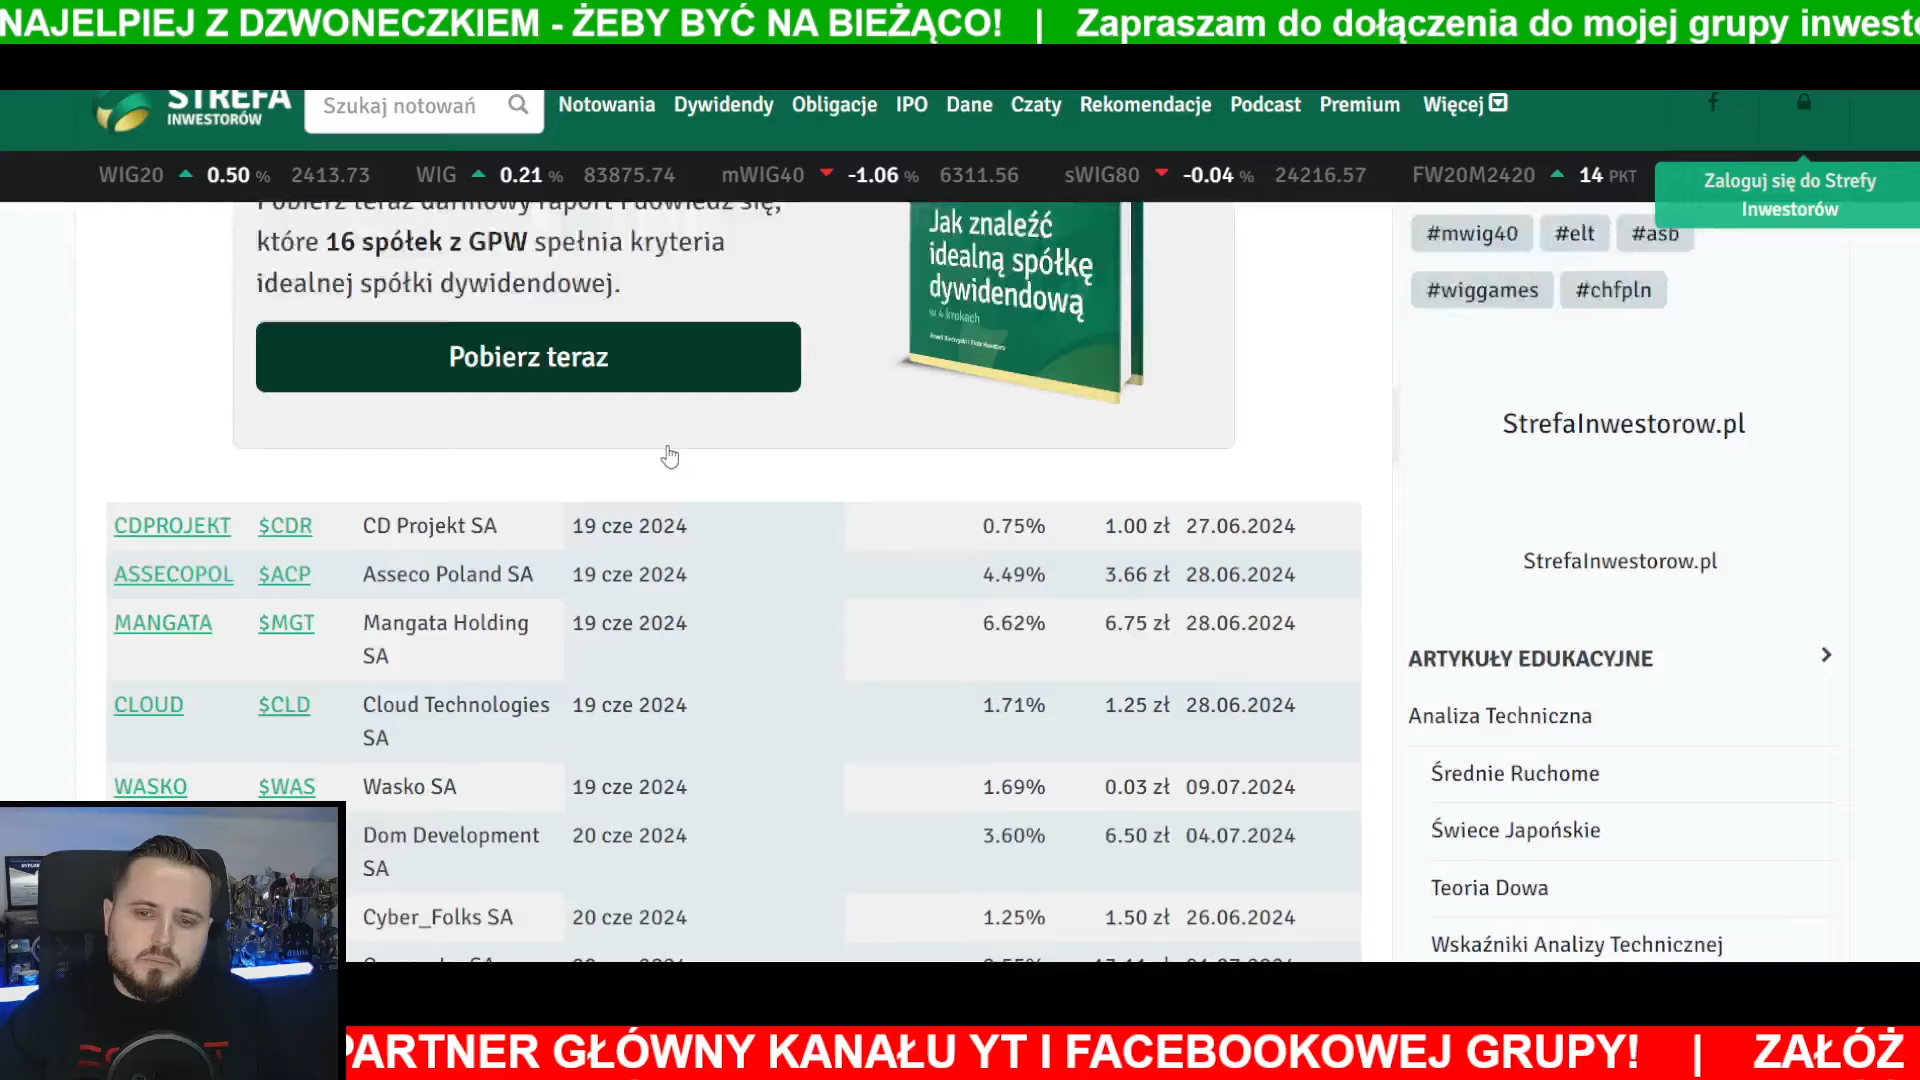 NAJELPIEJ Z DZWONECZKIEM - ŻEBY BYĆ NA BIEŻĄCO! | Zapraszam do dołączenia do mojej grupy inwesto
STREFA
INWESTORÓW
Szukaj notowań
Notowania Dywidendy Obligacje IPO Dane Czaty Rekomendacje Podcast Premium Więcej
WIG20 0.50 % 2413.73 WIG 0.21 % 83875.74 mWIG40 -1.06 % 6311.56 sWIG80 -0.04 % 24216.57 FW20M2420 14 PKT
Zaloguj się do Strefy
Inwestorów
Pobierz teraz darmowy raport i dowiedz się,
które 16 spółek z GPW spełnia kryteria
idealnej spółki dywidendowej.
Pobierz teraz
Jak znaleźć
idealną spółkę
dywidendową
w 4 krokach
#mwig40 #elt #asb
#wiggames #chfpln
StrefaInwestorow.pl
StrefaInwestorow.pl
CDPROJEKT $CDR CD Projekt SA 19 cze 2024 0.75% 1.00 zł 27.06.2024
ASSECOPOL $ACP Asseco Poland SA 19 cze 2024 4.49% 3.66 zł 28.06.2024
MANGATA $MGT Mangata Holding SA 19 cze 2024 6.62% 6.75 zł 28.06.2024
CLOUD $CLD Cloud Technologies SA 19 cze 2024 1.71% 1.25 zł 28.06.2024
WASKO $WAS Wasko SA 19 cze 2024 1.69% 0.03 zł 09.07.2024
Dom Development SA 20 cze 2024 3.60% 6.50 zł 04.07.2024
Cyber_Folks SA 20 cze 2024 1.25% 1.50 zł 26.06.2024
ARTYKUŁY EDUKACYJNE
Analiza Techniczna
Średnie Ruchome
Świece Japońskie
Teoria Dowa
Wskaźniki Analizy Technicznej
PARTNER GŁÓWNY KANAŁU YT I FACEBOOKOWEJ GRUPY! | ZAŁÓŻ